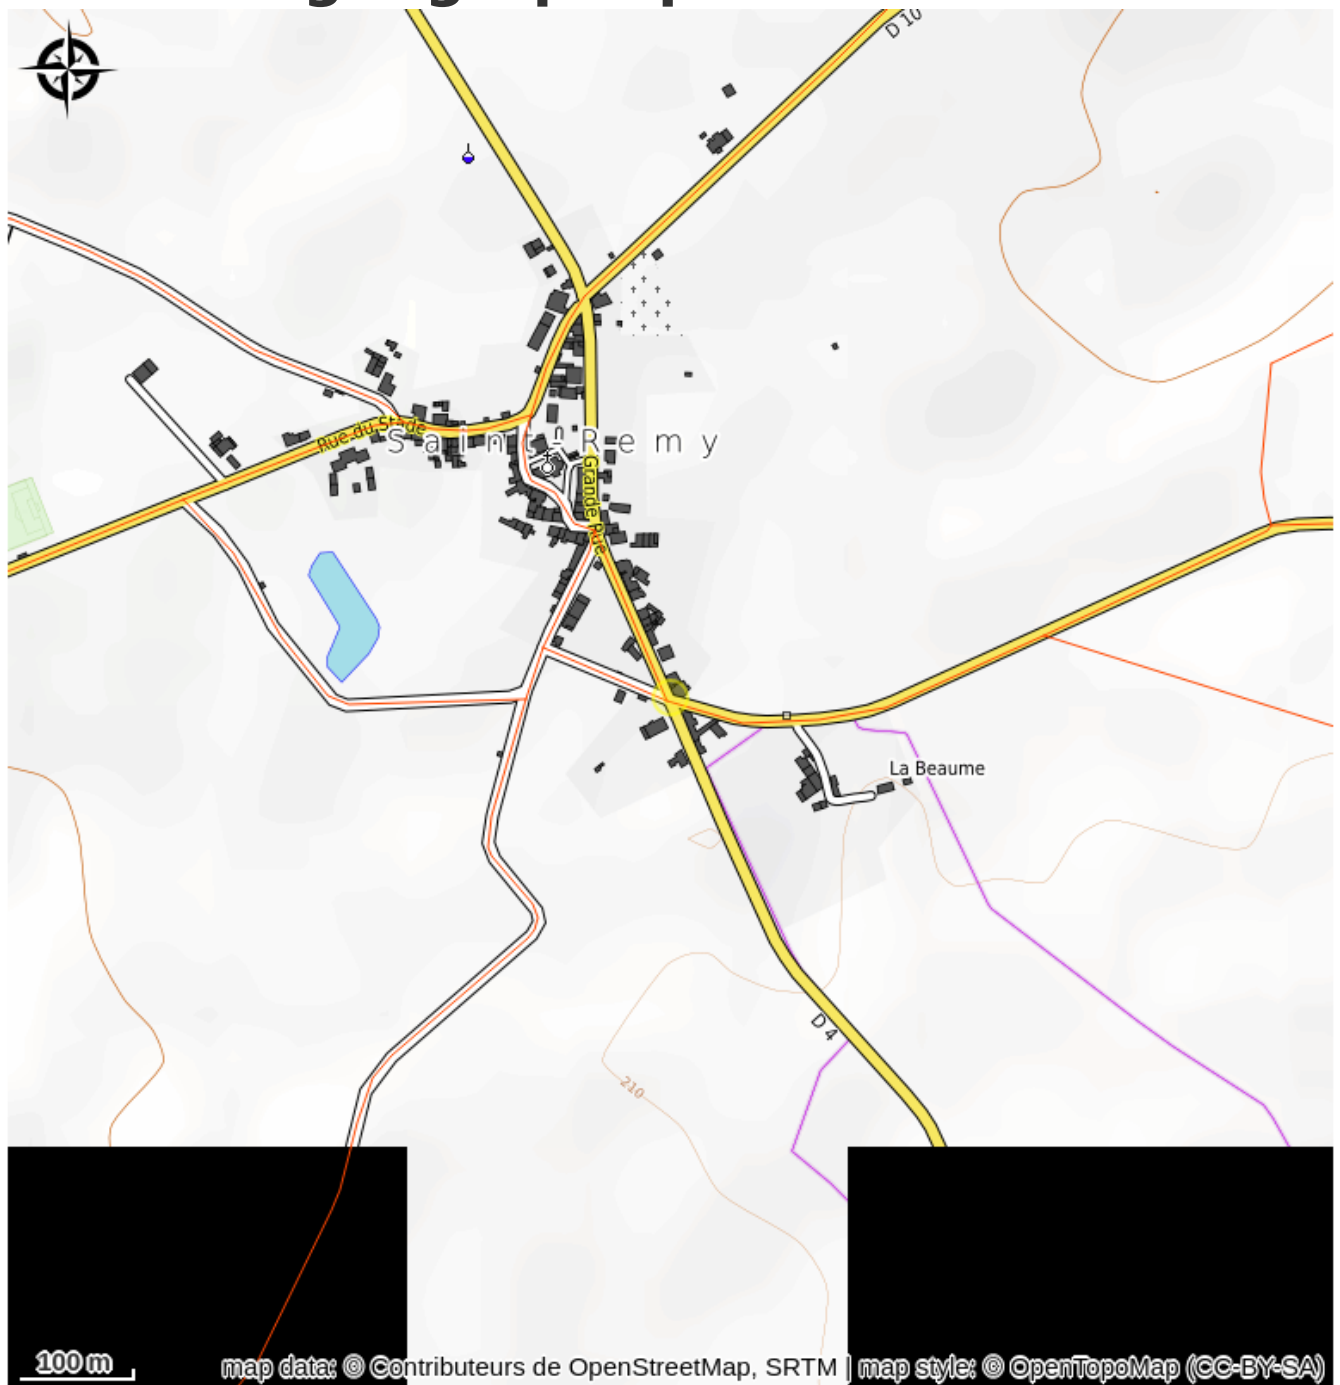 D 10
Rue du Stade
Saint-Remy
Grande Rue
La Beaume
D 4
210
100 m
map data: © Contributeurs de OpenStreetMap, SRTM | map style: © OpenTopoMap (CC-BY-SA)